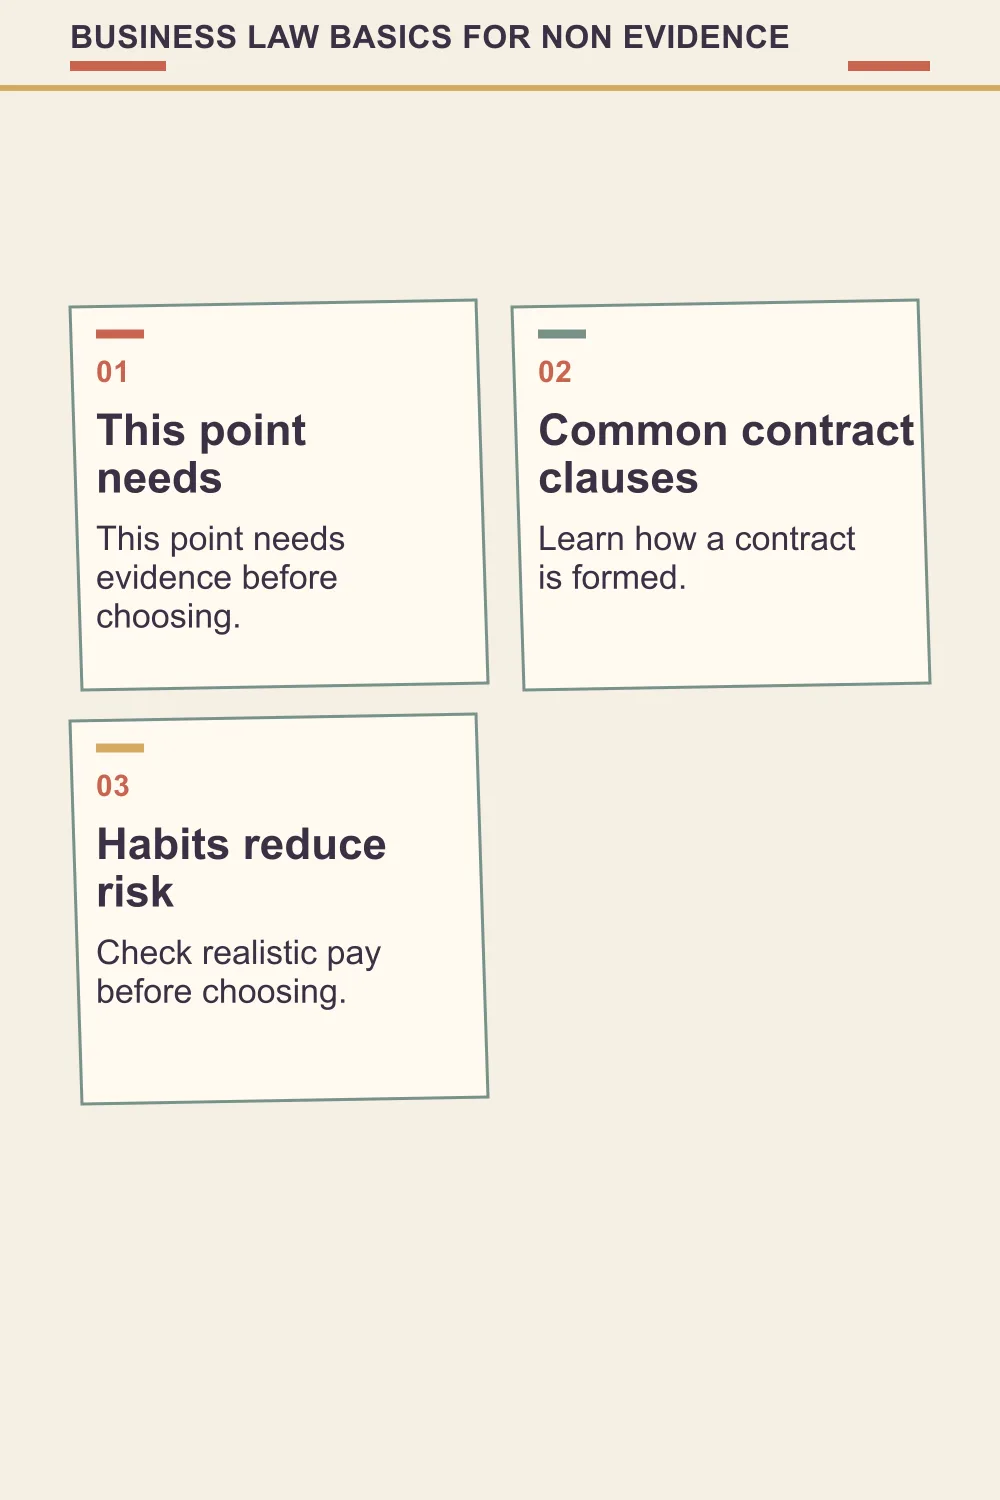 BUSINESS LAW BASICS FOR NON EVIDENCE
01
This point
needs
This point needs
evidence before
choosing.
02
Common contract
clauses
Learn how a contract
is formed.
03
Habits reduce
risk
Check realistic pay
before choosing.